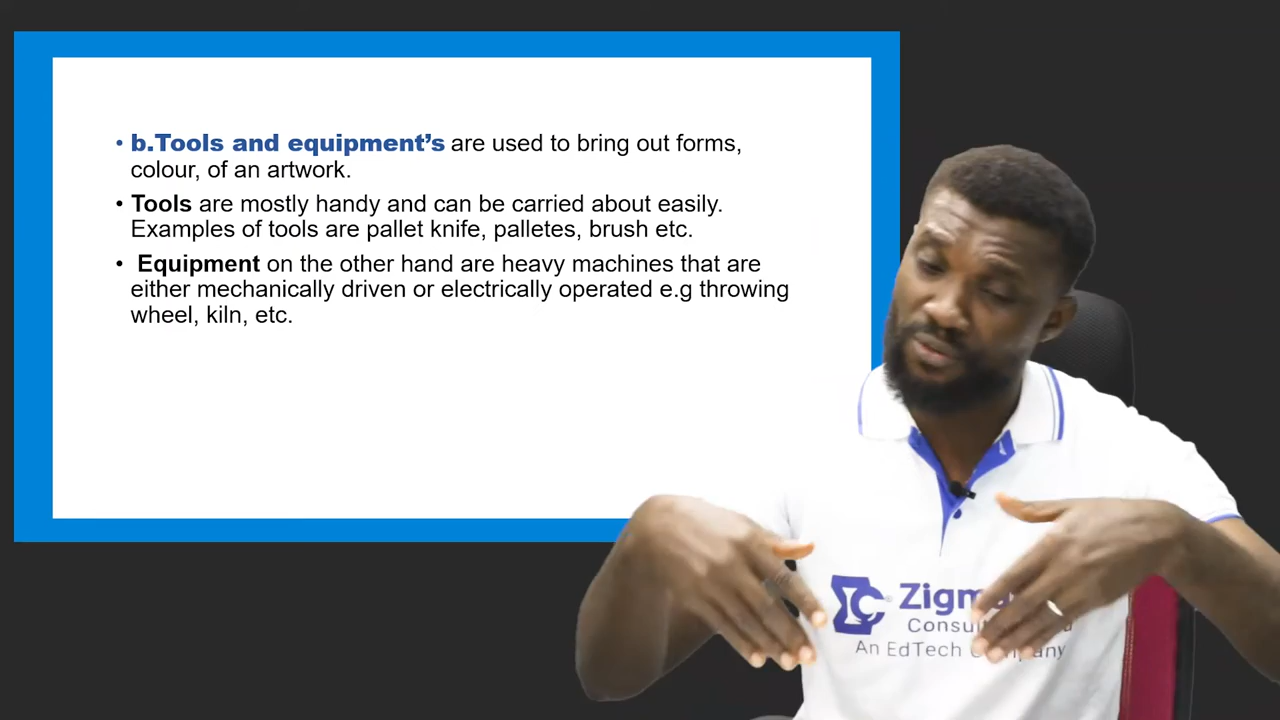 • b.Tools and equipment’s are used to bring out forms,
colour, of an artwork.
• Tools are mostly handy and can be carried about easily.
Examples of tools are pallet knife, palletes, brush etc.
• Equipment on the other hand are heavy machines that are
either mechanically driven or electrically operated e.g throwing
wheel, kiln, etc.
An EdTech